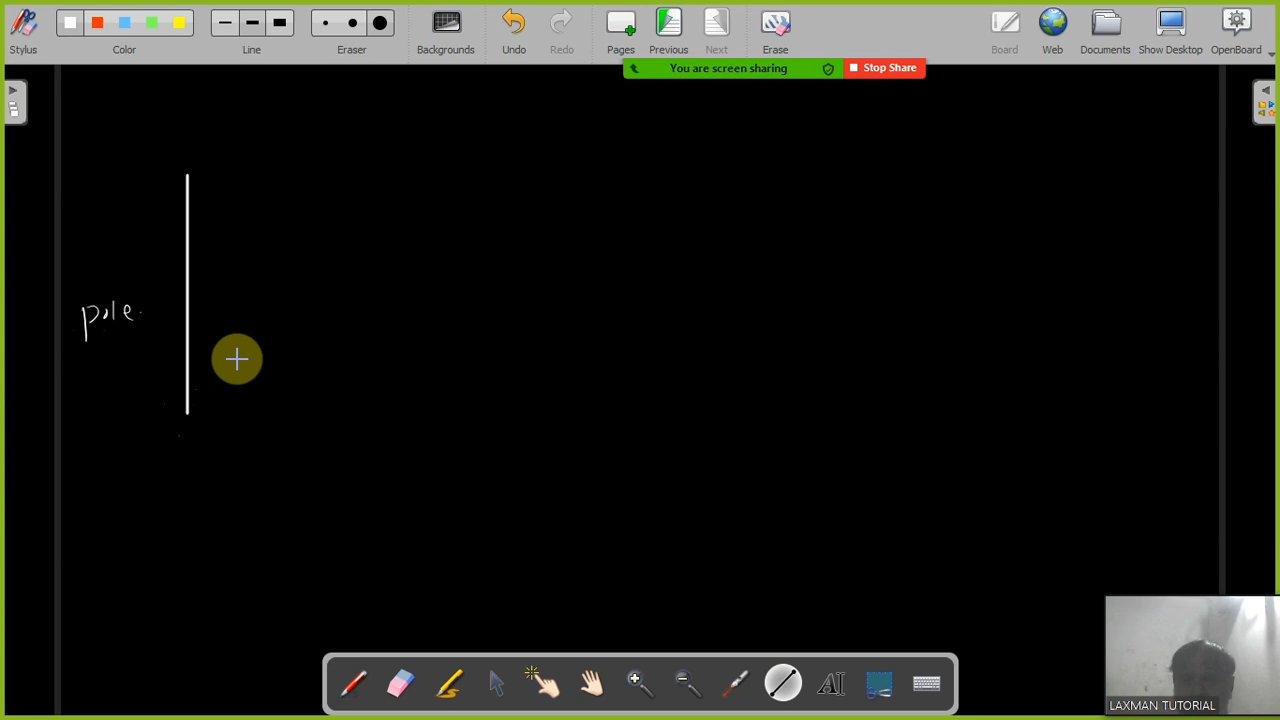 Stylus
Color
Line
Eraser
Backgrounds
Undo
Redo
Pages
Previous
Next
Erase
Board
Web
Documents
Show Desktop
OpenBoard
You are screen sharing
Stop Share
pole.
AI
LAXMAN TUTORIAL